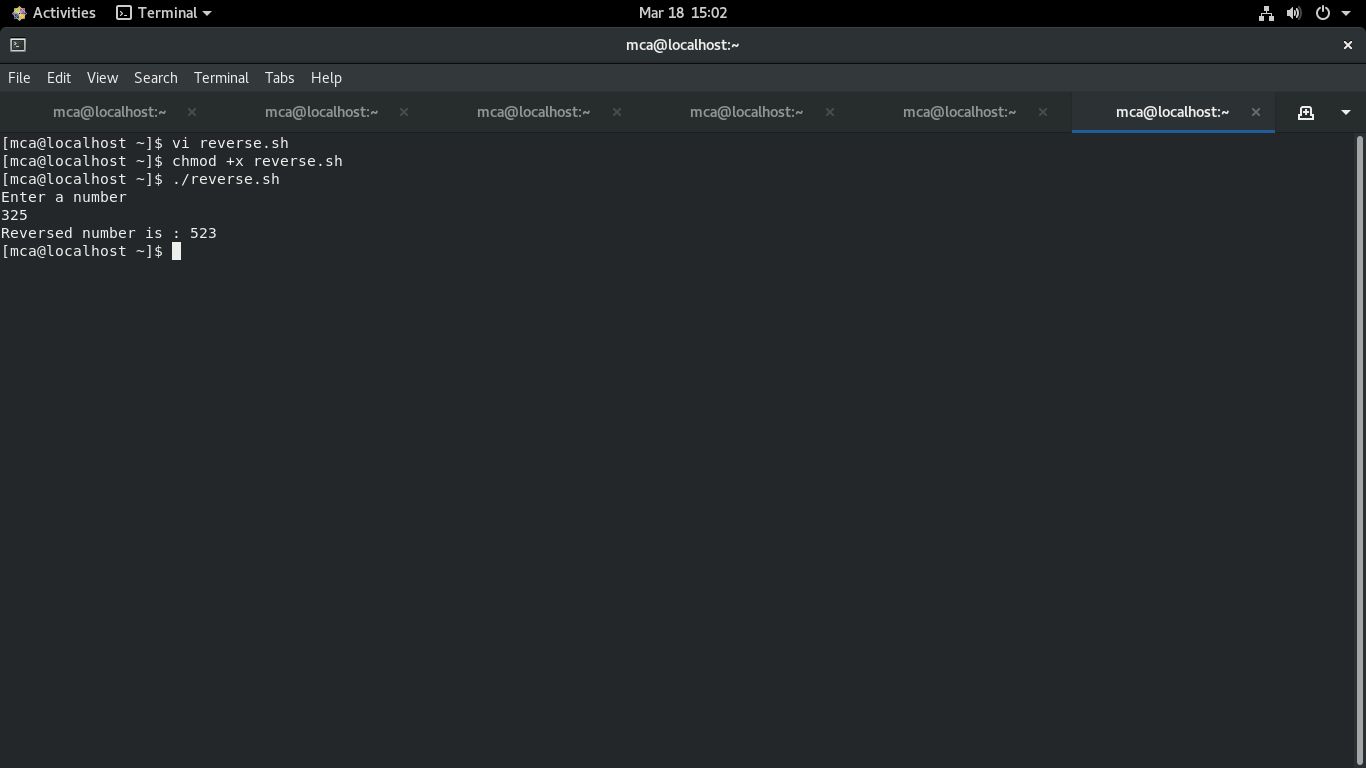 Activities Terminal Mar 18 15:02
mca@localhost:~
File Edit View Search Terminal Tabs Help
mca@localhost:~ mca@localhost:~ mca@localhost:~ mca@localhost:~ mca@localhost:~ mca@localhost:~
[mca@localhost ~]$ vi reverse.sh
[mca@localhost ~]$ chmod +x reverse.sh
[mca@localhost ~]$ ./reverse.sh
Enter a number
325
Reversed number is : 523
[mca@localhost ~]$